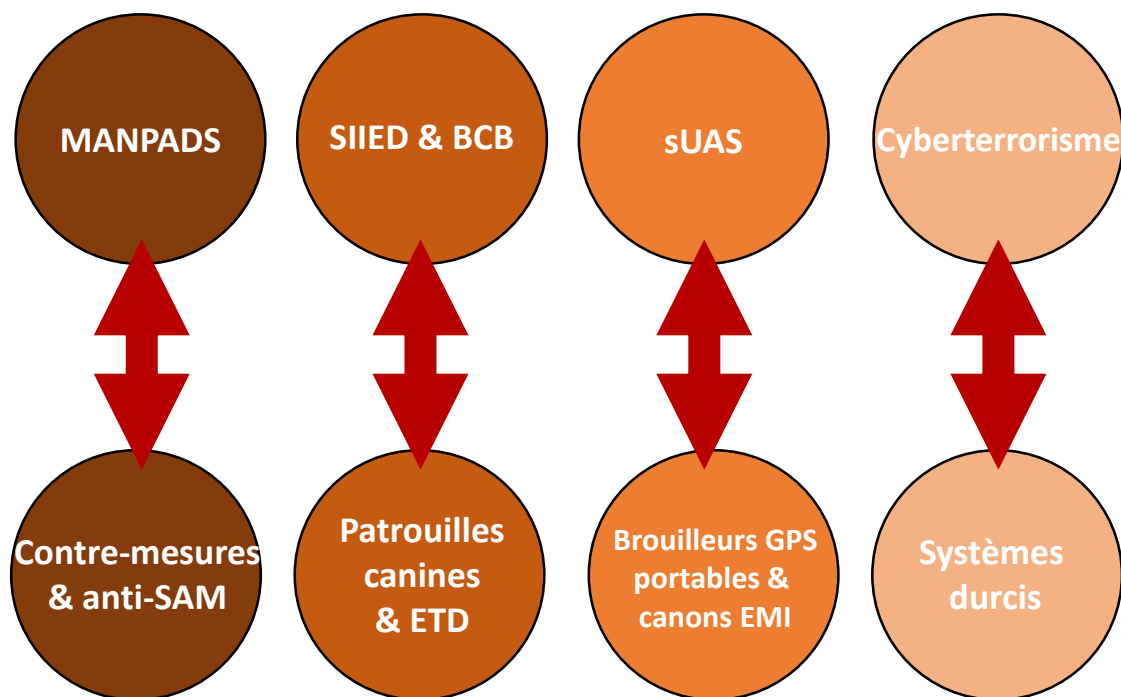 MANPADS
SIIED & BCB
sUAS
Cyberterrorisme
Contre-mesures
& anti-SAM
Patrouilles
canines
& ETD
Brouilleurs GPS
portables &
canons EMI
Systèmes
durcis